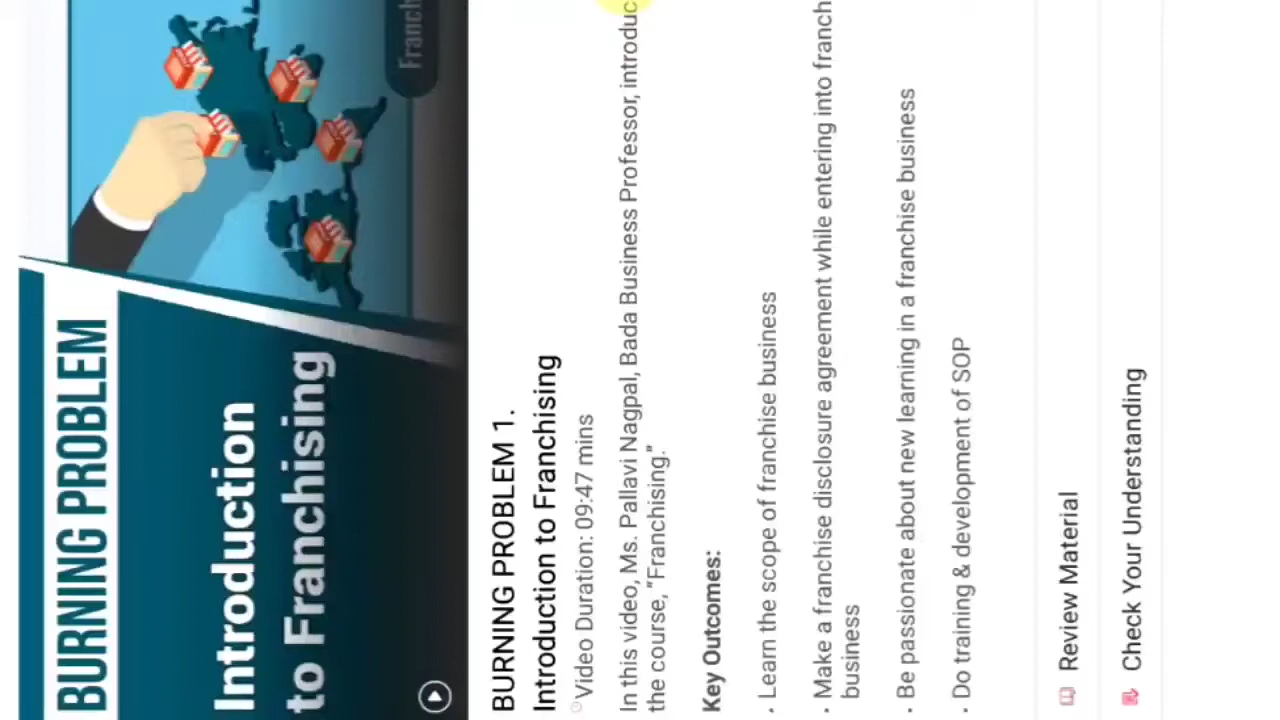 BURNING PROBLEM
Introduction
to Franchising
Franch
BURNING PROBLEM 1.
Introduction to Franchising
Video Duration: 09:47 mins
In this video, Ms. Pallavi Nagpal, Bada Business Professor, introduc
the course, "Franchising."
Key Outcomes:
• Learn the scope of franchise business
• Make a franchise disclosure agreement while entering into franch
business
• Be passionate about new learning in a franchise business
• Do training & development of SOP
Review Material
Check Your Understanding